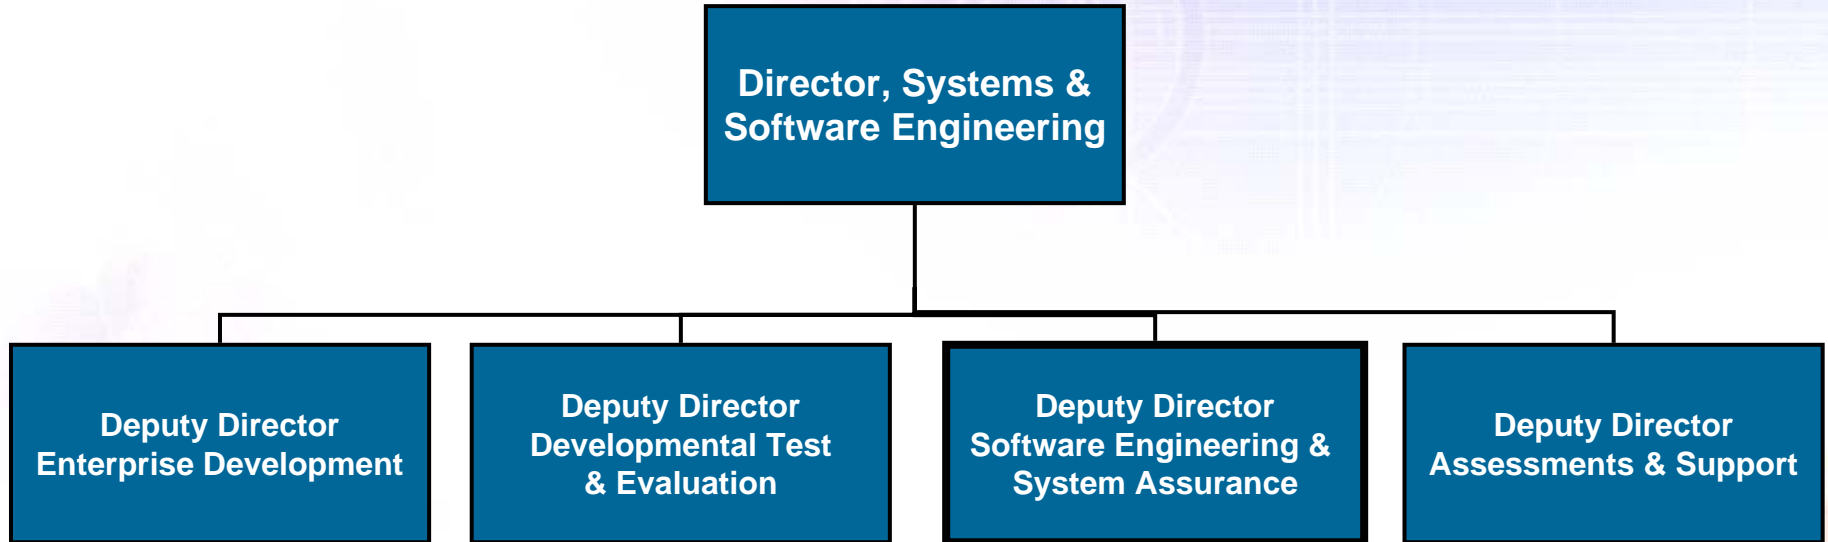 Director, Systems &
Software Engineering
Deputy Director
Enterprise Development
Deputy Director
Developmental Test
& Evaluation
Deputy Director
Software Engineering &
System Assurance
Deputy Director
Assessments & Support